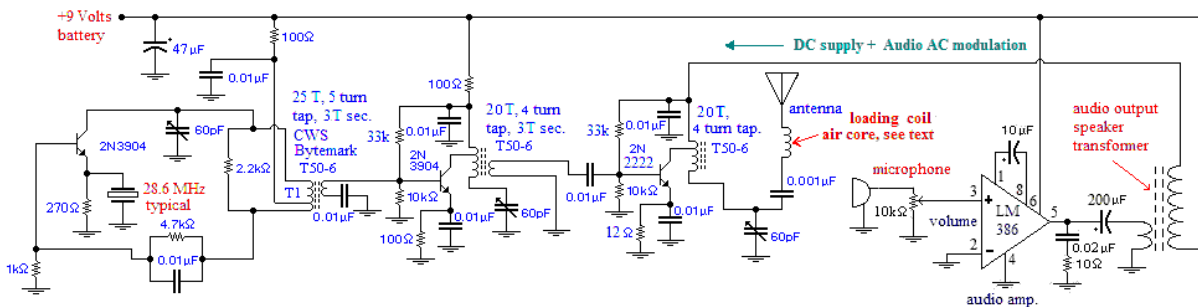 +9 Volts
battery
47µF
100Ω
0.01µF
2N3904
60pF
270Ω
28.6 MHz
typical
1kΩ
4.7kΩ
0.01µF
2.2kΩ
25 T, 5 turn
tap, 3T sec.
CWS
Bytemark
T50-6
T1
0.01µF
33k
100Ω
0.01µF
2N
3904
10kΩ
100Ω
0.01µF
20T, 4 turn
tap, 3T sec.
T50-6
60pF
0.01µF
33k
0.01µF
2N
2222
10kΩ
12Ω
0.01µF
20T,
4 turn tap.
T50-6
60pF
DC supply + Audio AC modulation
antenna
loading coil
air core, see text
0.001µF
microphone
10kΩ
volume
10µF
1
8
6
3
+
LM
386
5
2
-
4
audio amp.
0.02µF
10Ω
200µF
+
audio output
speaker
transformer